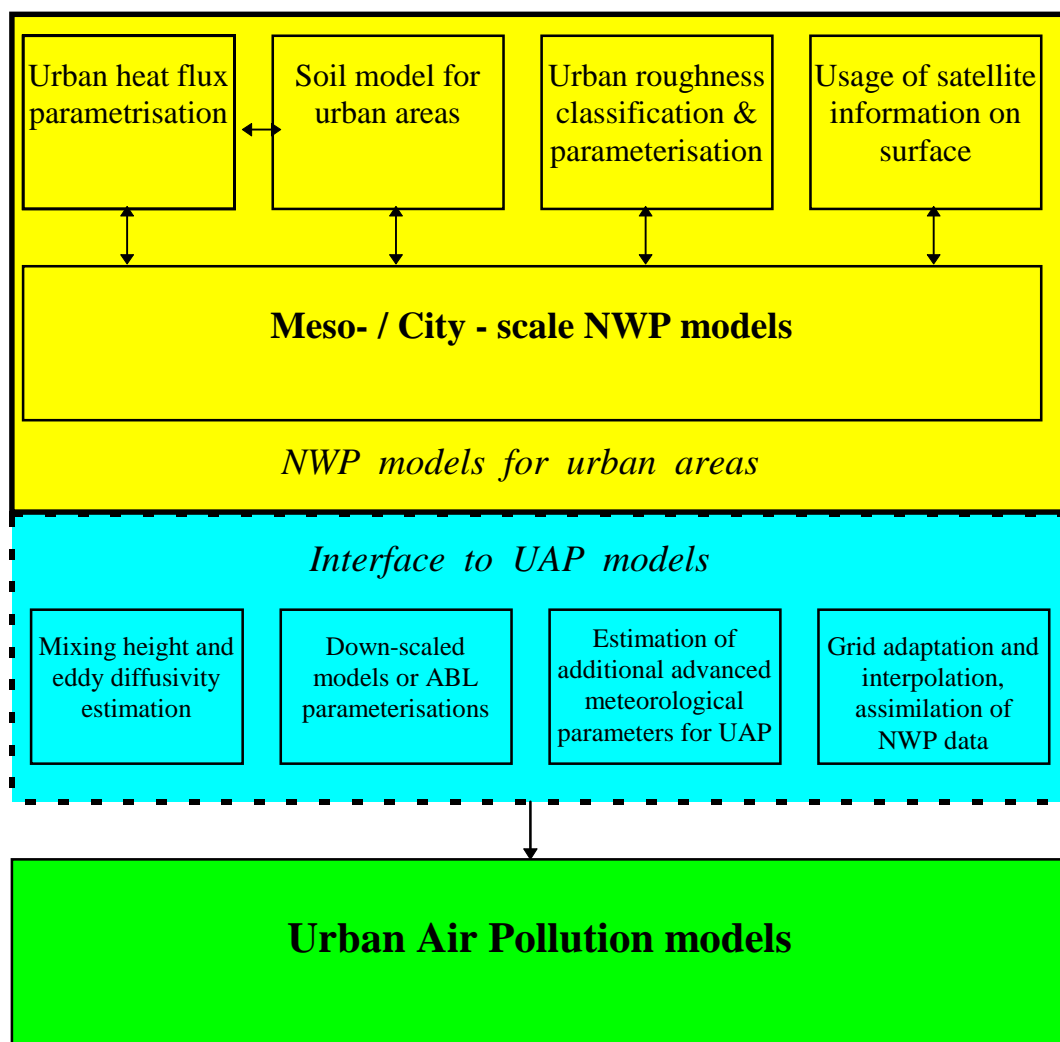 Urban heat flux
parametrisation
Soil model for
urban areas
Urban roughness
classification &
parameterisation
Usage of satellite
information on
surface
Meso- / City - scale NWP models
NWP models for urban areas
Interface to UAP models
Mixing height and
eddy diffusivity
estimation
Down-scaled
models or ABL
parameterisations
Estimation of
additional advanced
meteorological
parameters for UAP
Grid adaptation and
interpolation,
assimilation of
NWP data
Urban Air Pollution models